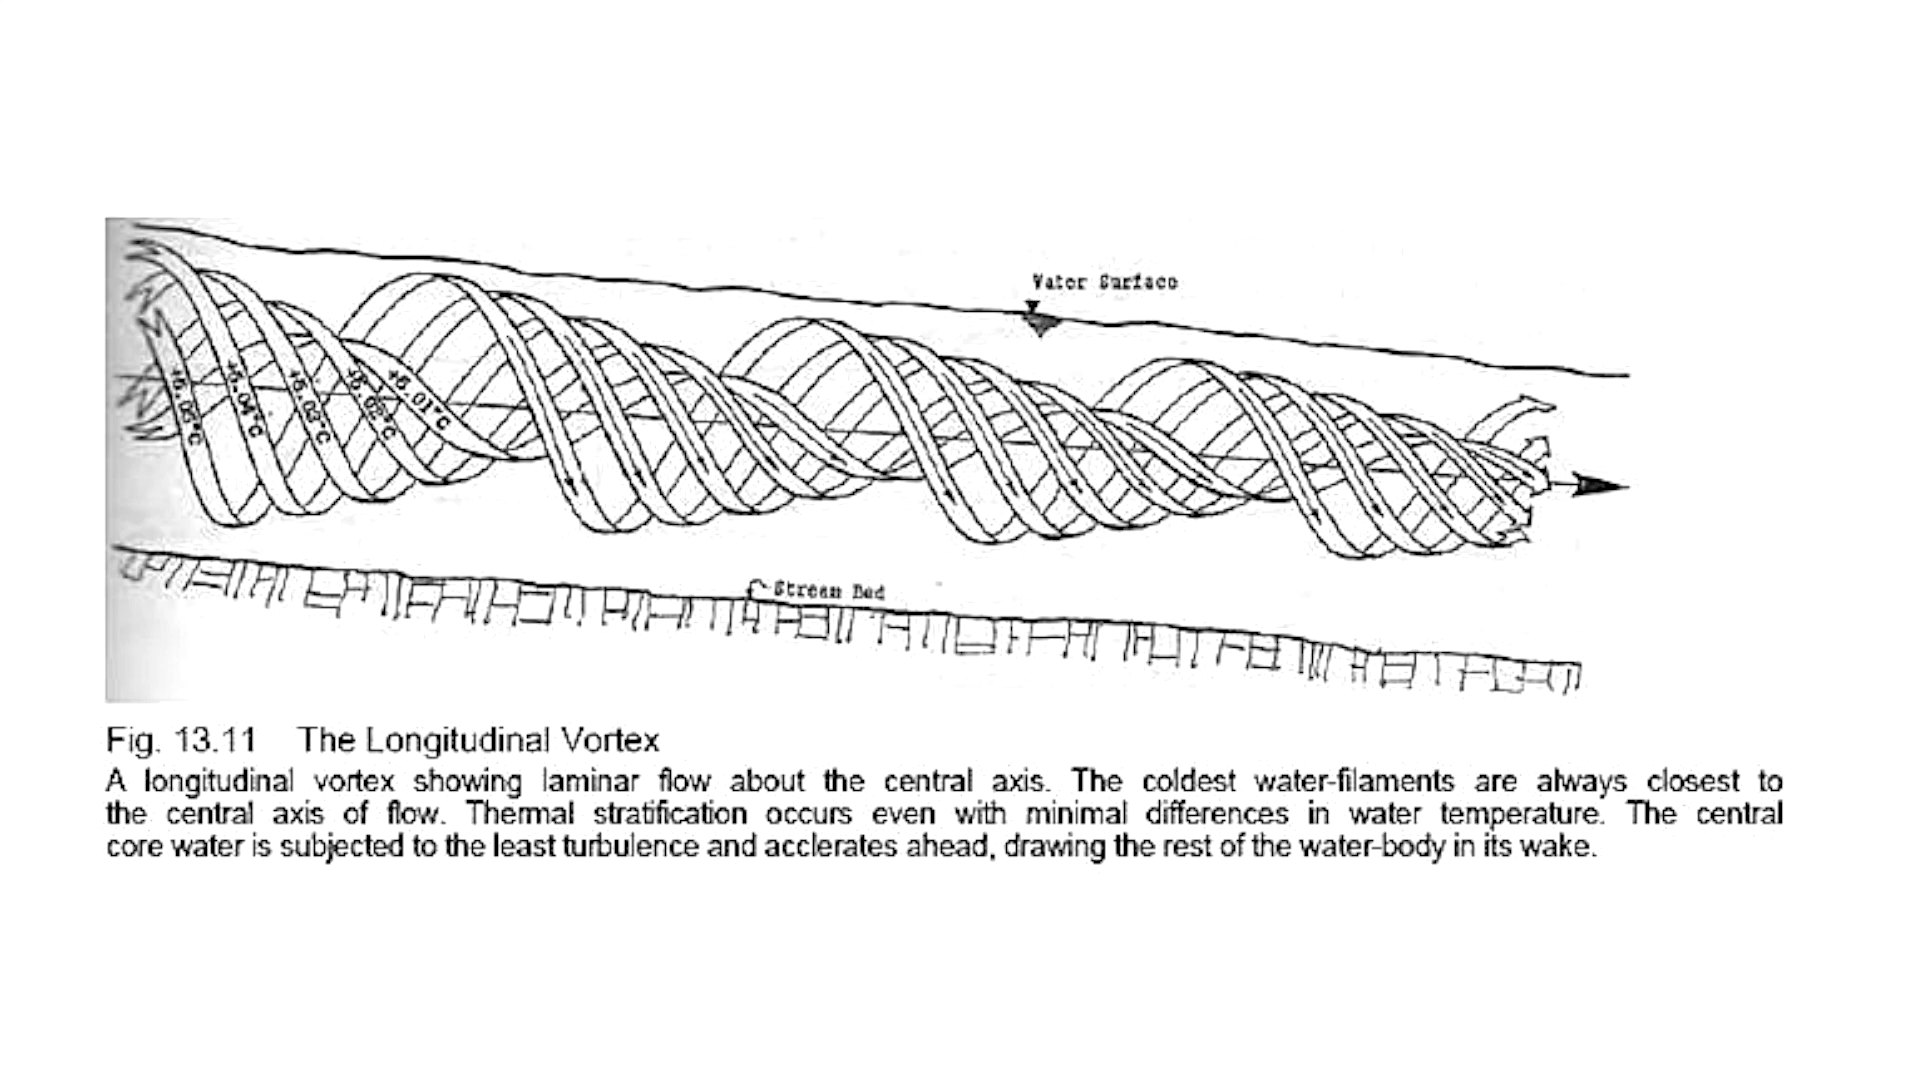 Water Surface
+6.05°C +6.04°C +6.03°C +6.02°C +6.01°C
Stream Bed
Fig. 13.11 The Longitudinal Vortex
A longitudinal vortex showing laminar flow about the central axis. The coldest water-filaments are always closest to
the central axis of flow. Thermal stratification occurs even with minimal differences in water temperature. The central
core water is subjected to the least turbulence and acclerates ahead, drawing the rest of the water-body in its wake.